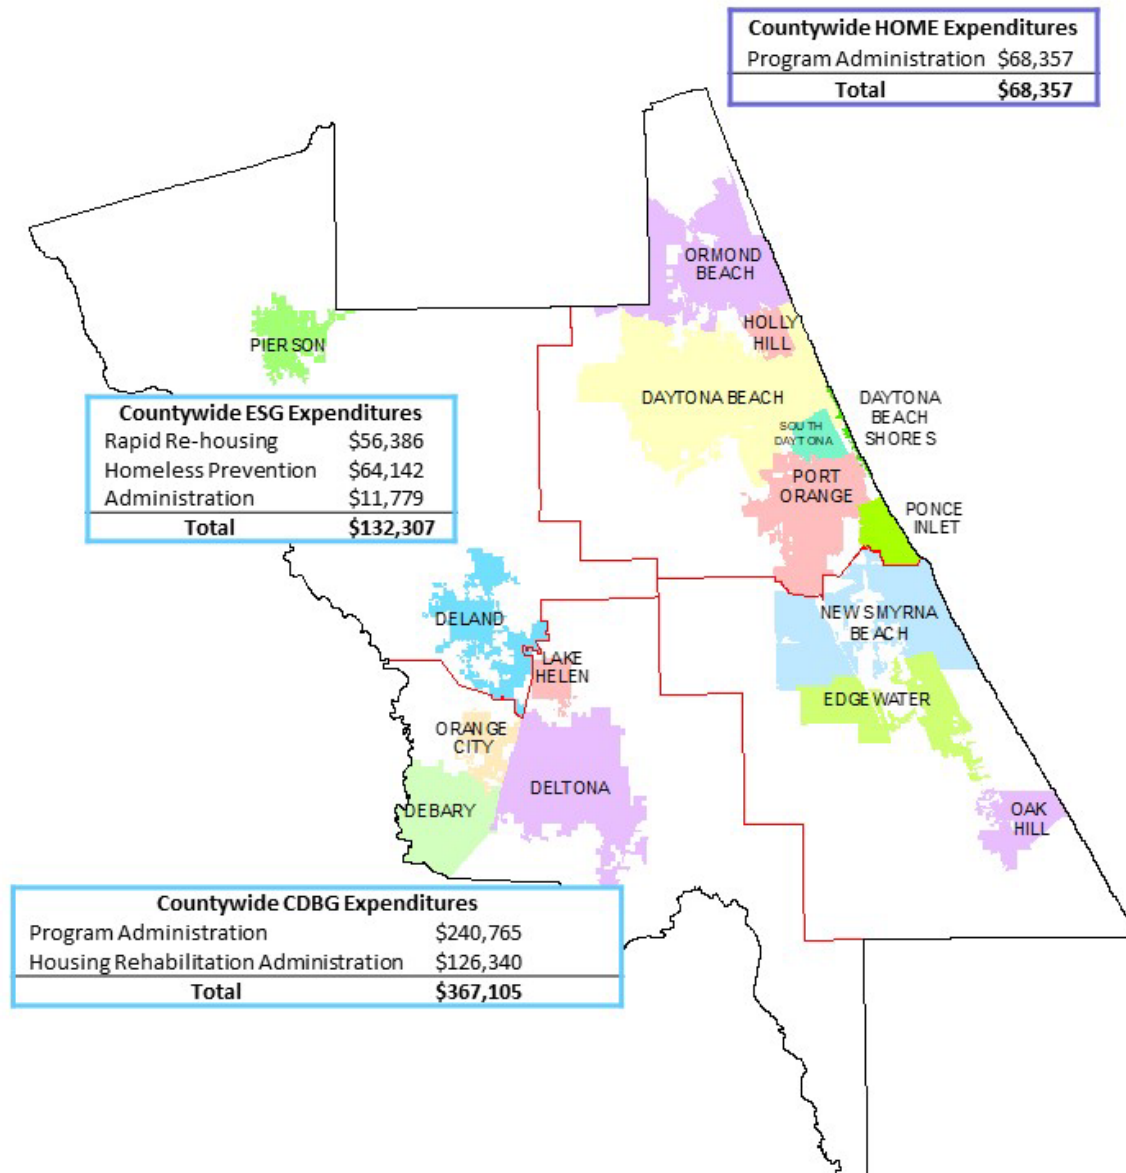 Countywide HOME Expenditures
Program Administration $68,357
Total $68,357
ORMOND
BEACH
HOLLY
HILL
PIERSON
DAYTONA BEACH
DAYTONA
BEACH
SHORES
SOUTH
DAYTONA
Countywide ESG Expenditures
Rapid Re-housing $56,386
Homeless Prevention $64,142
Administration $11,779
Total $132,307
PORT
ORANGE
PONCE
INLET
DELAND
NEW SMYRNA
BEACH
LAKE
HELEN
EDGEWATER
ORANGE
CITY
DELTONA
DEBARY
OAK
HILL
Countywide CDBG Expenditures
Program Administration $240,765
Housing Rehabilitation Administration $126,340
Total $367,105